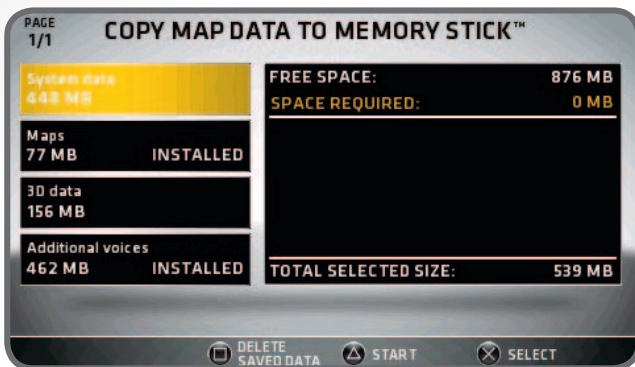 PAGE
1/1
COPY MAP DATA TO MEMORY STICK™
System data
448 MB
Maps
77 MB INSTALLED
3D data
156 MB
Additional voices
462 MB INSTALLED
FREE SPACE: 876 MB
SPACE REQUIRED: 0 MB
TOTAL SELECTED SIZE: 539 MB
DELETE
SAVED DATA
START
SELECT